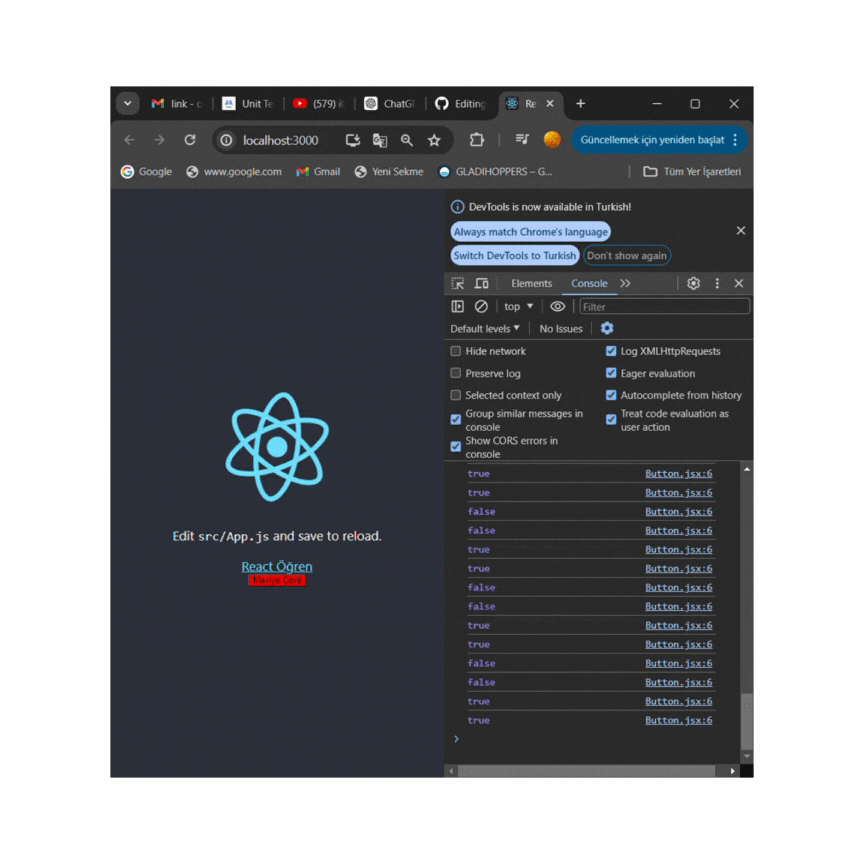 link - c
Unit Te
(579) K
ChatG
Editing
Re
localhost:3000
Güncellemek için yeniden başlat
Google
www.google.com
Gmail
Yeni Sekme
GLADIHOPPERS – G...
Tüm Yer İşaretleri
DevTools is now available in Turkish!
Always match Chrome's language
Switch DevTools to Turkish
Don't show again
Elements
Console
top
Filter
Default levels
No Issues
Hide network
Log XMLHttpRequests
Preserve log
Eager evaluation
Selected context only
Autocomplete from history
Group similar messages in console
Treat code evaluation as user action
Show CORS errors in console
true Button.jsx:6
true Button.jsx:6
false Button.jsx:6
false Button.jsx:6
true Button.jsx:6
true Button.jsx:6
false Button.jsx:6
false Button.jsx:6
true Button.jsx:6
true Button.jsx:6
false Button.jsx:6
false Button.jsx:6
true Button.jsx:6
true Button.jsx:6
Edit src/App.js and save to reload.
React Öğren
Maviye Çevir